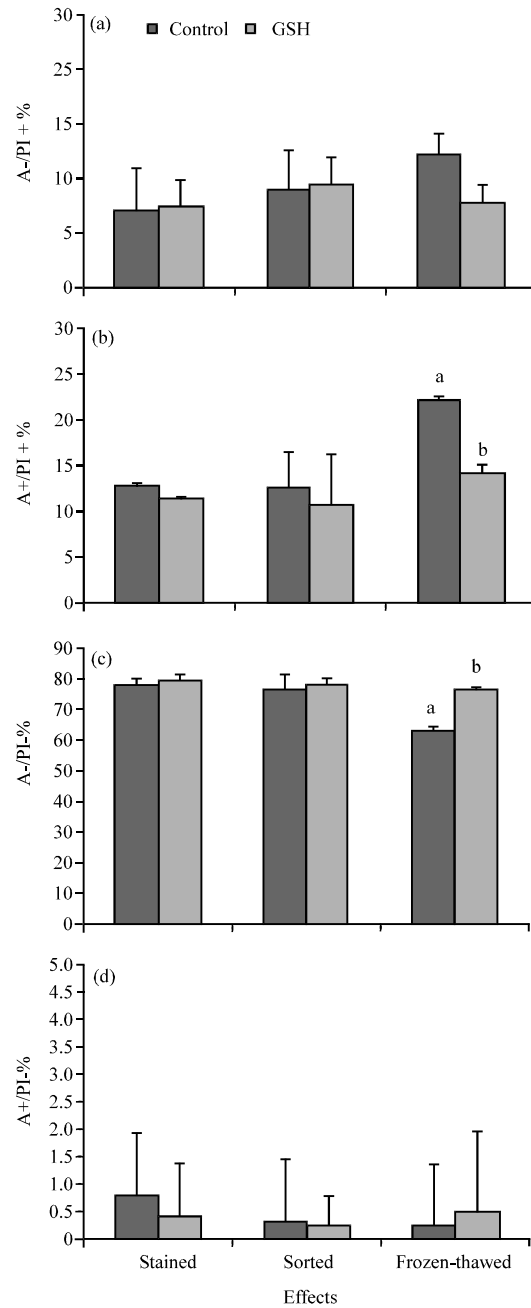 (a)
Control
GSH
A-/PI + %
30
25
15
10
5
0
(b)
A+/PI + %
30
25
20
15
10
5
0
a
b
(c)
A-/PI-%
90
80
70
60
50
40
30
20
10
0
a
b
(d)
A+/PI-%
5.0
4.5
4.0
3.5
3.0
2.5
2.0
1.5
1.0
0.5
0
Stained
Sorted
Frozen-thawed
Effects